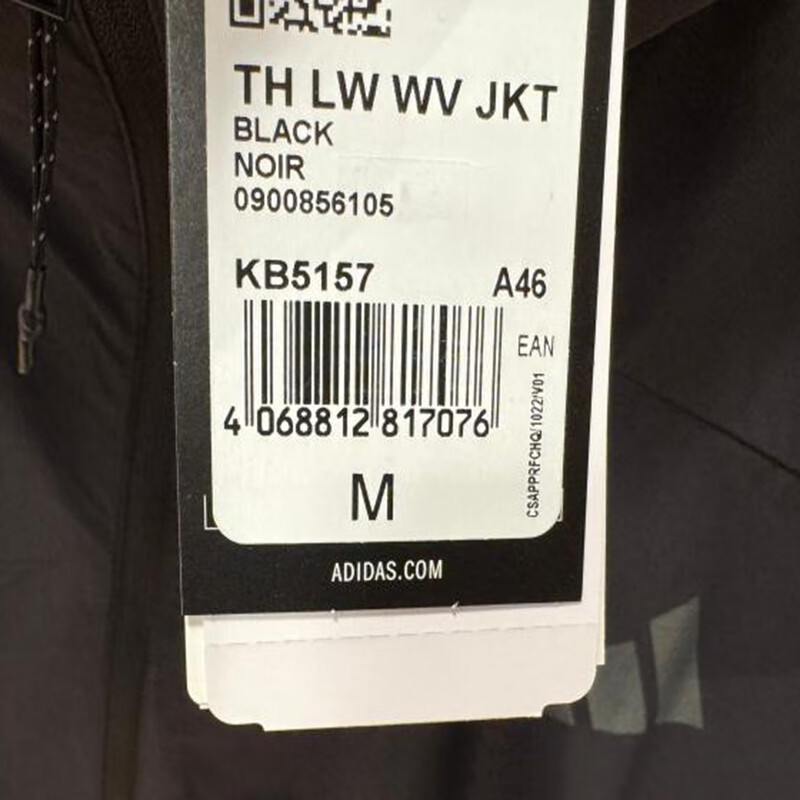 TH LW WV JKT
BLACK
NOIR
0900856105
KB5157 A46
EAN
4 068812 817076
CSAPPRFCHQ/1022/V01
M
ADIDAS.COM